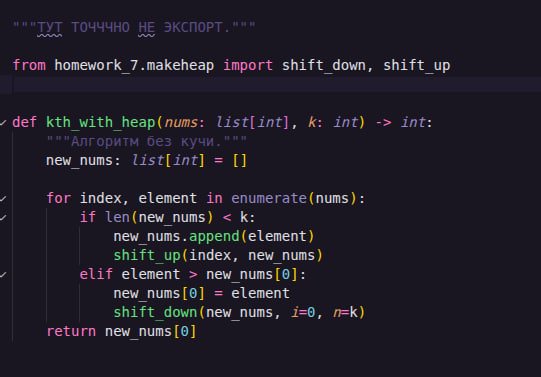 """ТУТ ТОЧЧЧНО НЕ ЭКСПОРТ."""
from homework_7.makeheap import shift_down, shift_up
def kth_with_heap(nums: list[int], k: int) -> int:
"""Алгоритм без кучи."""
new_nums: list[int] = []
for index, element in enumerate(nums):
if len(new_nums) < k:
new_nums.append(element)
shift_up(index, new_nums)
elif element > new_nums[0]:
new_nums[0] = element
shift_down(new_nums, i=0, n=k)
return new_nums[0]